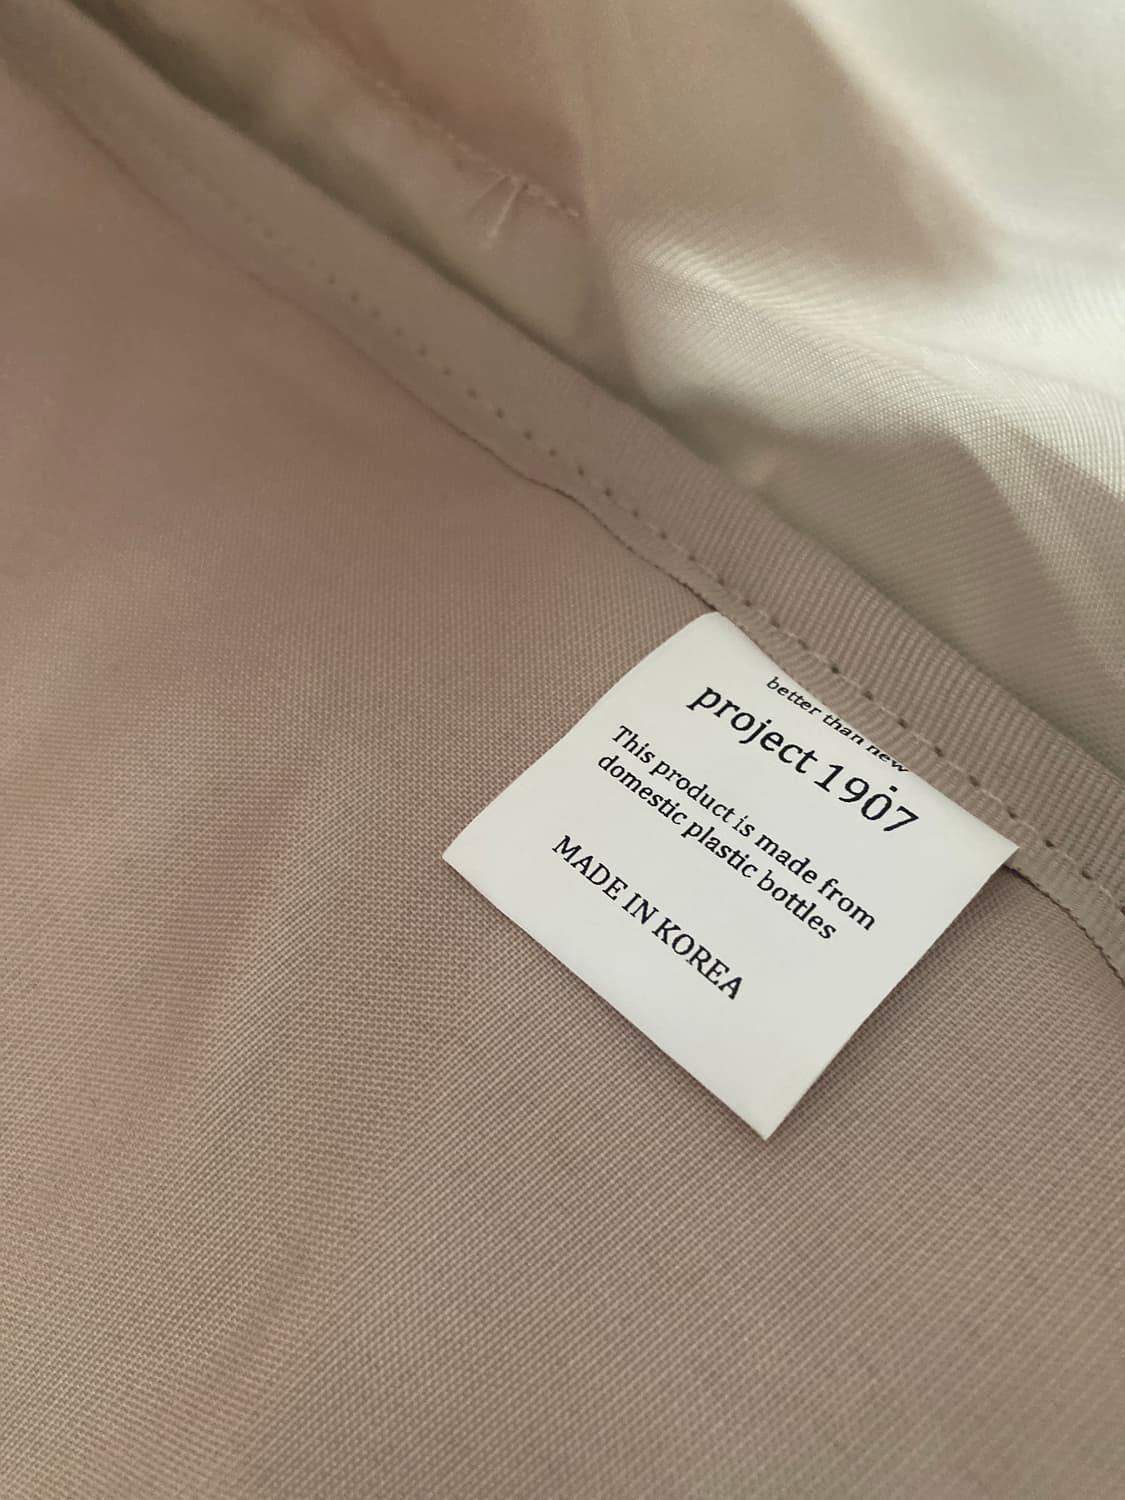 better than new
project 1907
This product is made from
domestic plastic bottles
MADE IN KOREA